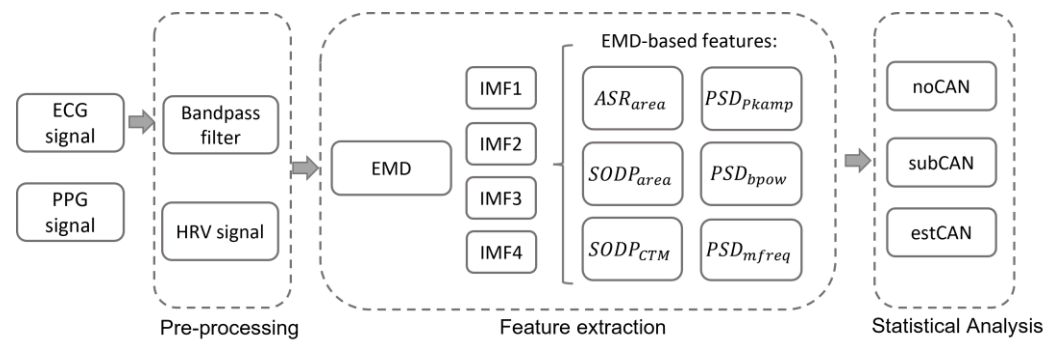 ECG
signal
PPG
signal
Bandpass
filter
HRV signal
Pre-processing
EMD
IMF1
IMF2
IMF3
IMF4
EMD-based features:
ASR_area
PSD_Pkamp
SODP_area
PSD_bpow
SODP_CTM
PSD_mfreq
Feature extraction
noCAN
subCAN
estCAN
Statistical Analysis